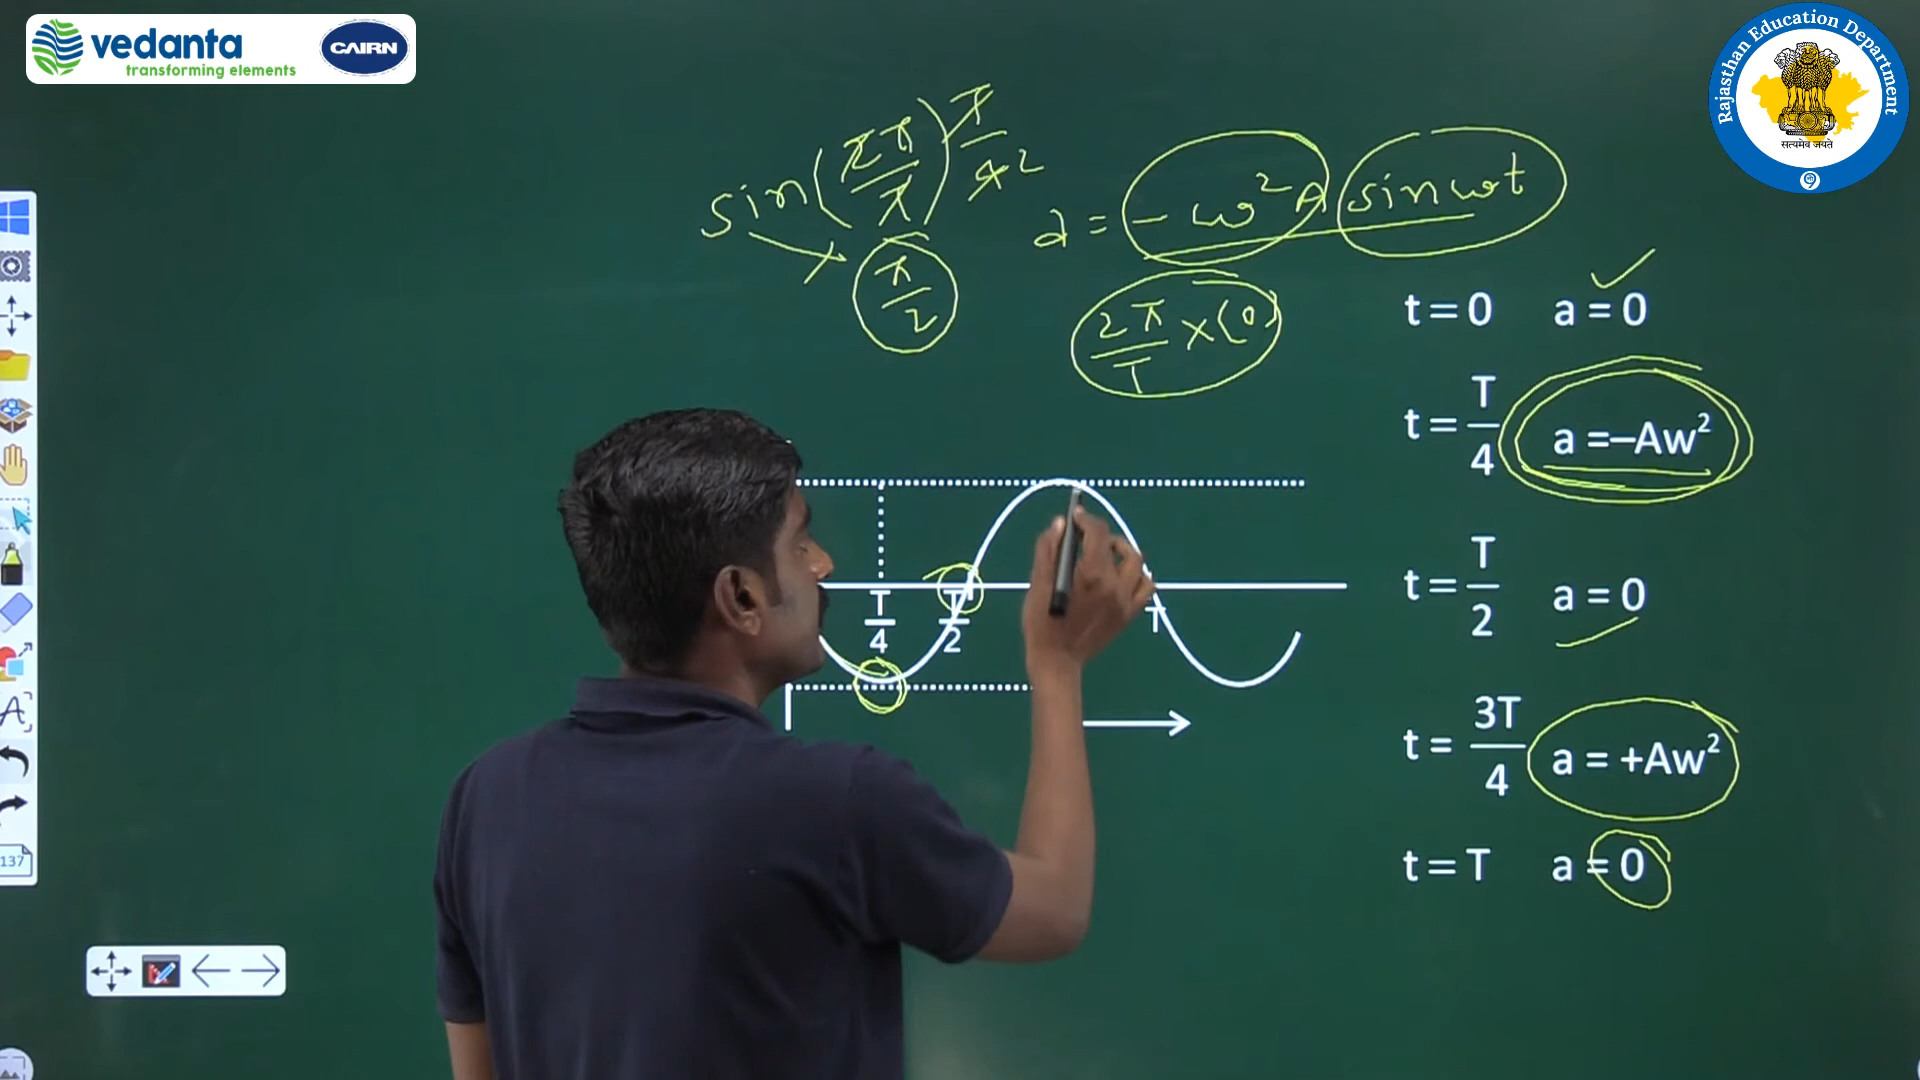 vedanta
transforming elements
CAIRN
Rajasthan Education Department
सत्यमेव जयते
sin(2π/T) T/4 2
π/2
a = -ω²A sinωt
2π/T ×(0)
t=0 a=0
t= T/4 a =–Aw²
t= T/2 a = 0
t= 3T/4 a = +Aw²
t=T a = 0
T/4 T/2 T
137